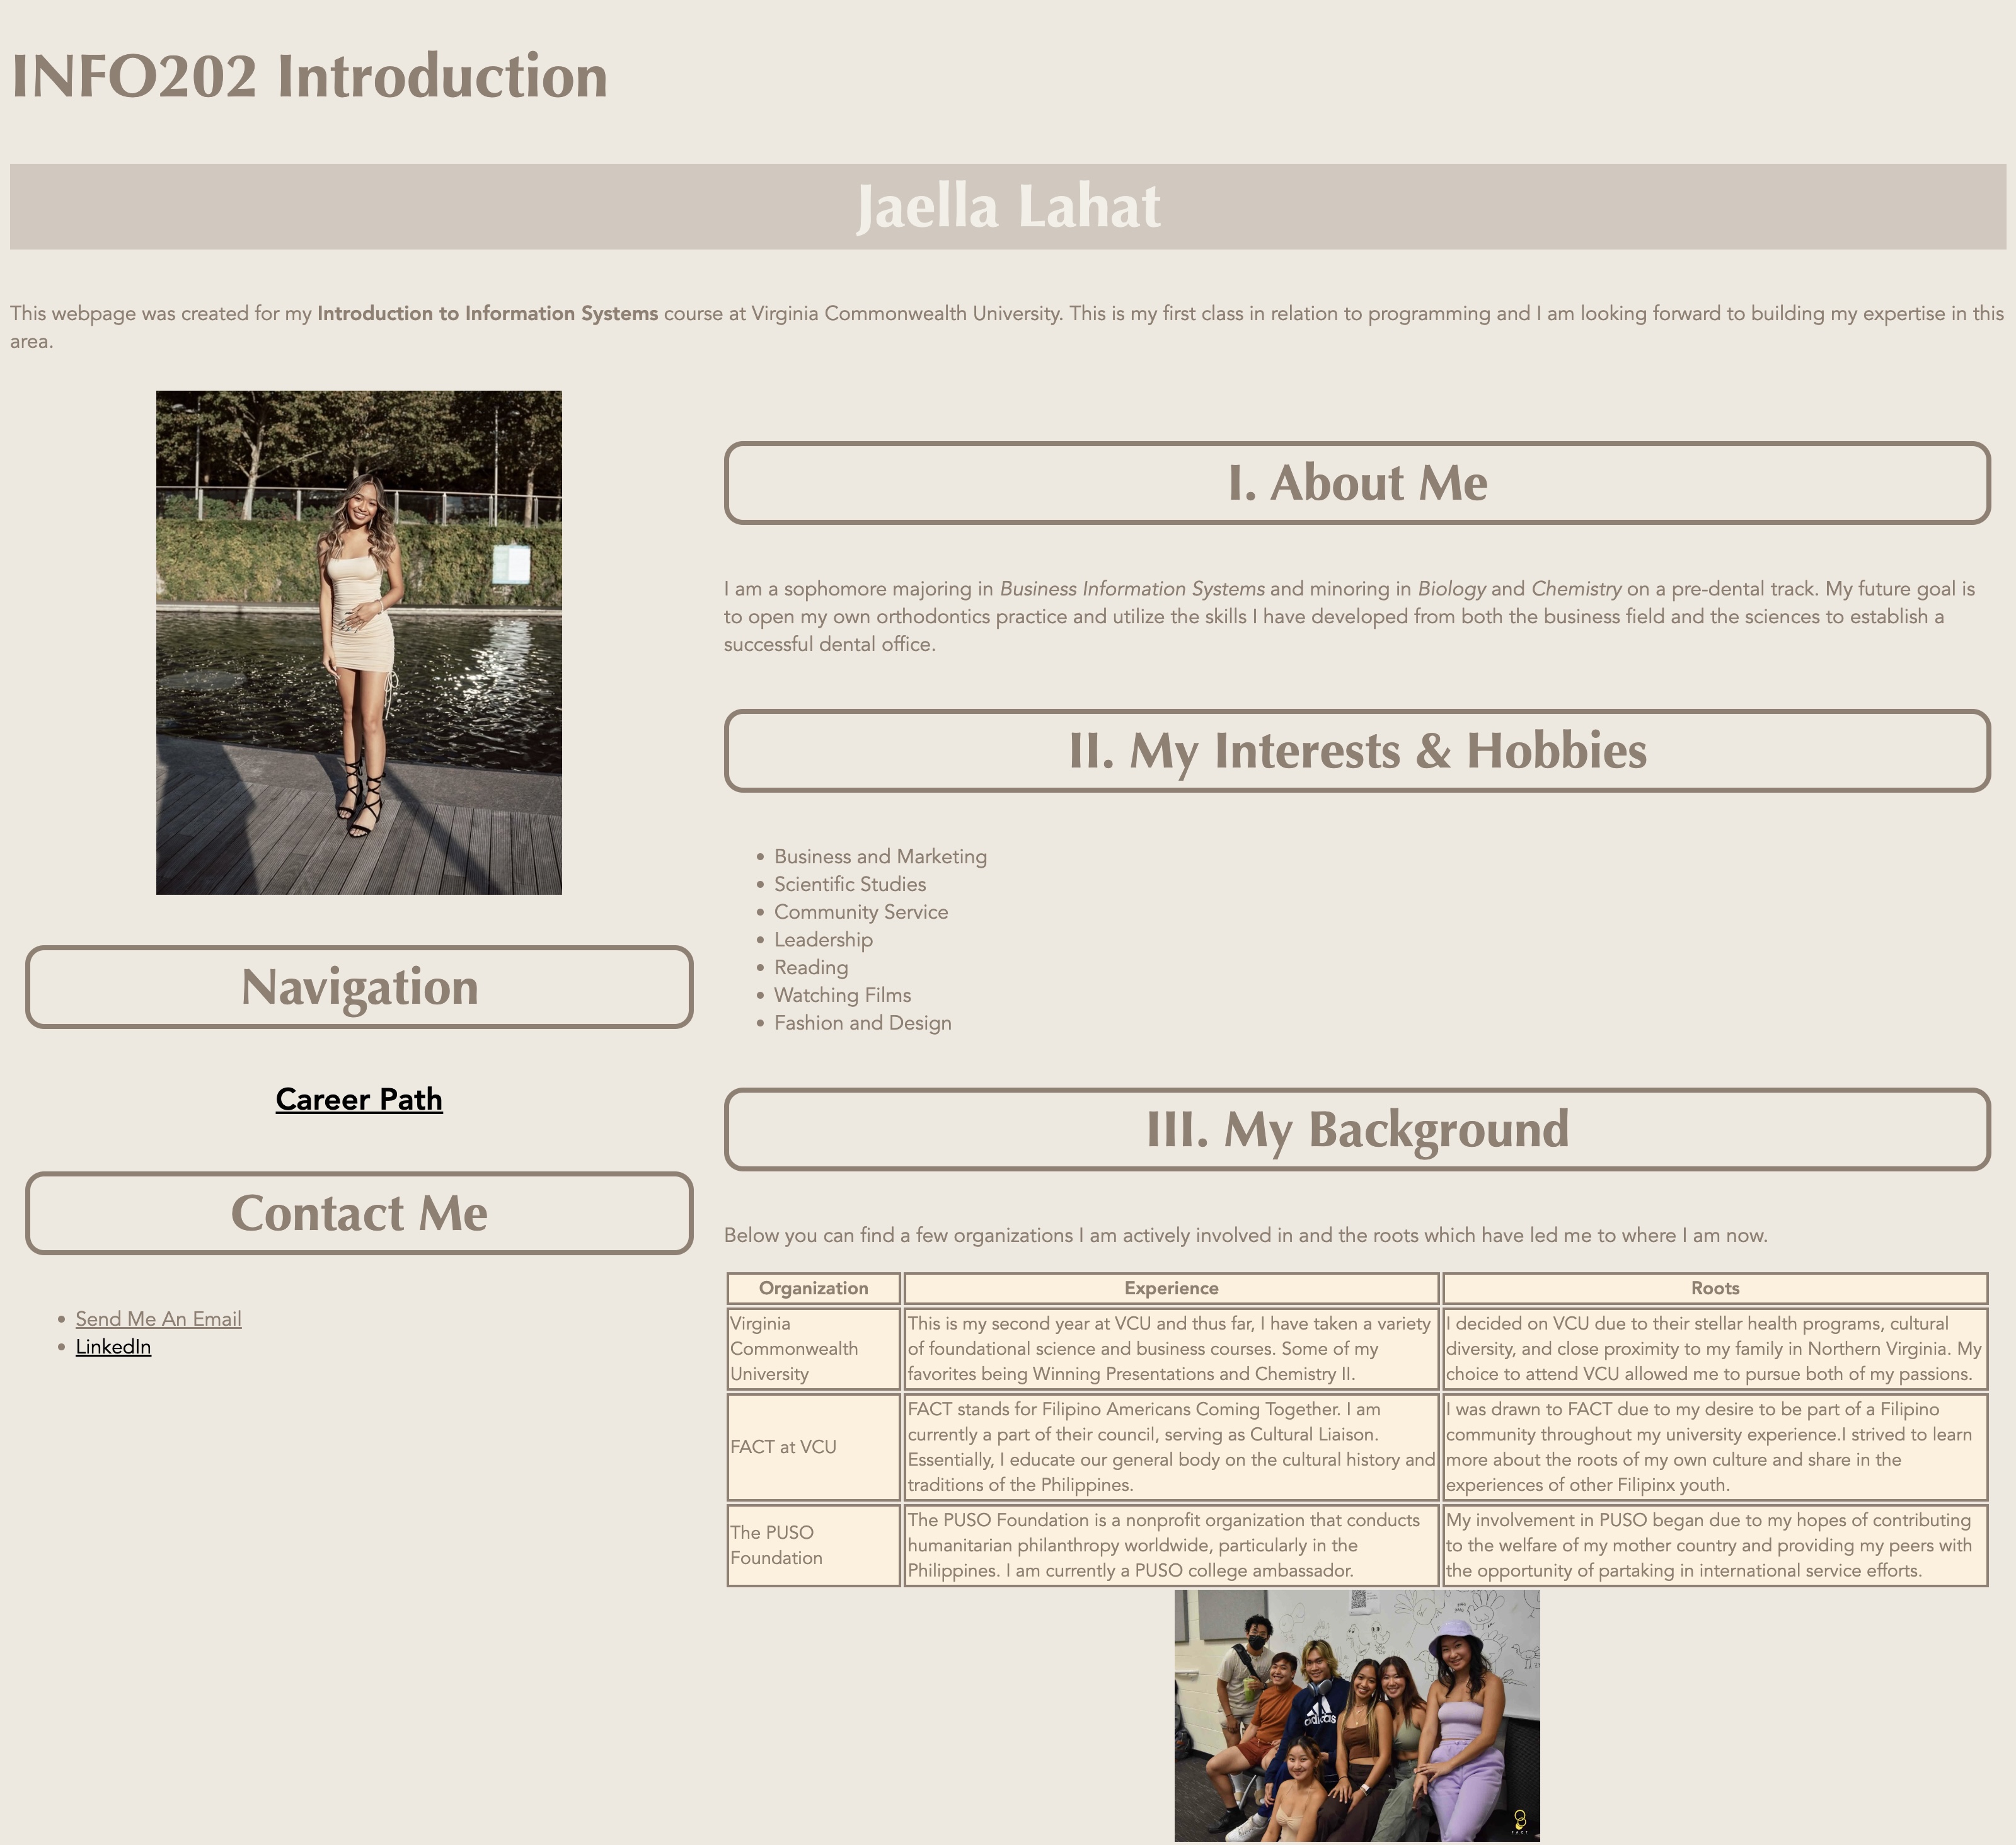 INFO202 Introduction
Jaella Lahat
This webpage was created for my Introduction to Information Systems course at Virginia Commonwealth University. This is my first class in relation to programming and I am looking forward to building my expertise in this
area.
Navigation
Career Path
Contact Me
• Send Me An Email
• LinkedIn
I. About Me
I am a sophomore majoring in Business Information Systems and minoring in Biology and Chemistry on a pre-dental track. My future goal is
to open my own orthodontics practice and utilize the skills I have developed from both the business field and the sciences to establish a
successful dental office.
II. My Interests & Hobbies
• Business and Marketing
• Scientific Studies
• Community Service
• Leadership
• Reading
• Watching Films
• Fashion and Design
III. My Background
Below you can find a few organizations I am actively involved in and the roots which have led me to where I am now.
Organization
Experience
Roots
Virginia
Commonwealth
University
This is my second year at VCU and thus far, I have taken a variety
of foundational science and business courses. Some of my
favorites being Winning Presentations and Chemistry II.
I decided on VCU due to their stellar health programs, cultural
diversity, and close proximity to my family in Northern Virginia. My
choice to attend VCU allowed me to pursue both of my passions.
FACT at VCU
FACT stands for Filipino Americans Coming Together. I am
currently a part of their council, serving as Cultural Liaison.
Essentially, I educate our general body on the cultural history and
traditions of the Philippines.
I was drawn to FACT due to my desire to be part of a Filipino
community throughout my university experience.I strived to learn
more about the roots of my own culture and share in the
experiences of other Filipinx youth.
The PUSO
Foundation
The PUSO Foundation is a nonprofit organization that conducts
humanitarian philanthropy worldwide, particularly in the
Philippines. I am currently a PUSO college ambassador.
My involvement in PUSO began due to my hopes of contributing
to the welfare of my mother country and providing my peers with
the opportunity of partaking in international service efforts.
adidas
FACT